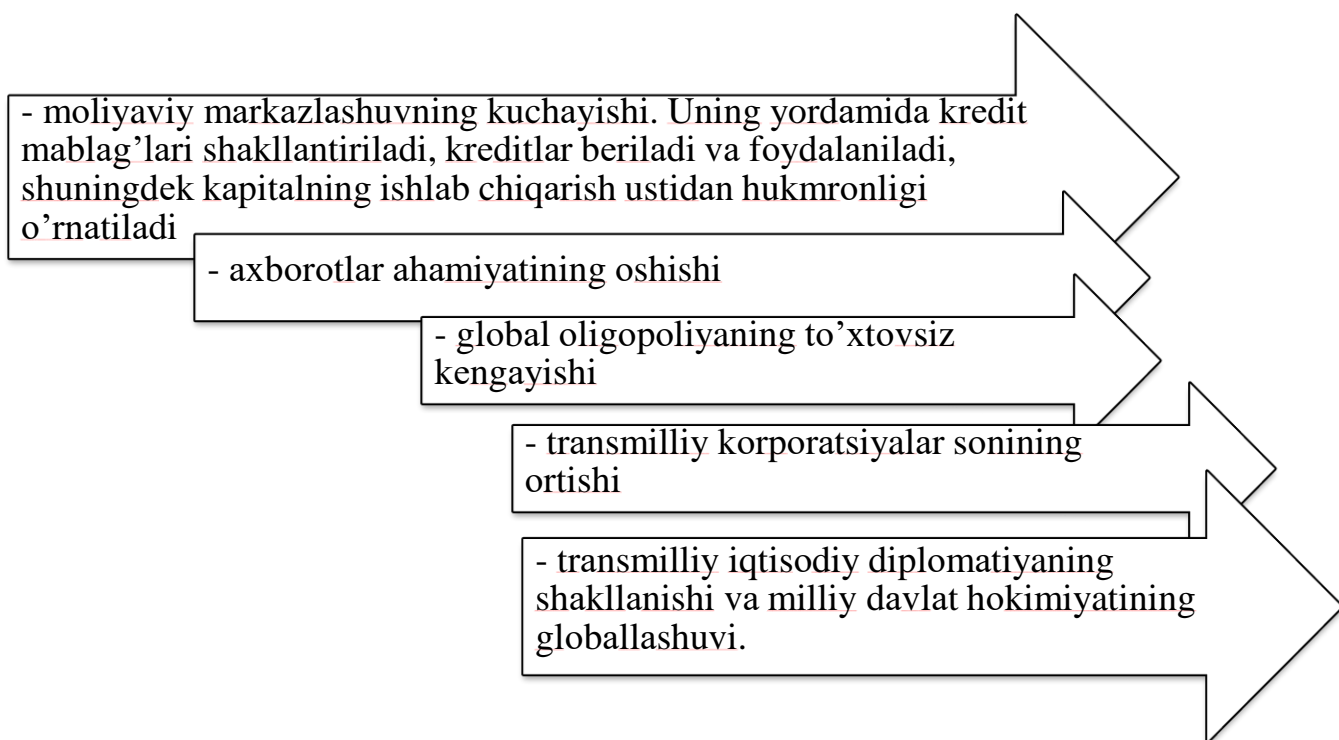 - moliyaviy markazlashuvning kuchayishi. Uning yordamida kredit
mablag’lari shakllantiriladi, kreditlar beriladi va foydalaniladi,
shuningdek kapitalning ishlab chiqarish ustidan hukmronligi
o’rnatiladi
- axborotlar ahamiyatining oshishi
- global oligopoliyaning to’xtovsiz
kengayishi
- transmilliy korporatsiyalar sonining
ortishi
- transmilliy iqtisodiy diplomatiyaning
shakllanishi va milliy davlat hokimiyatining
globallashuvi.